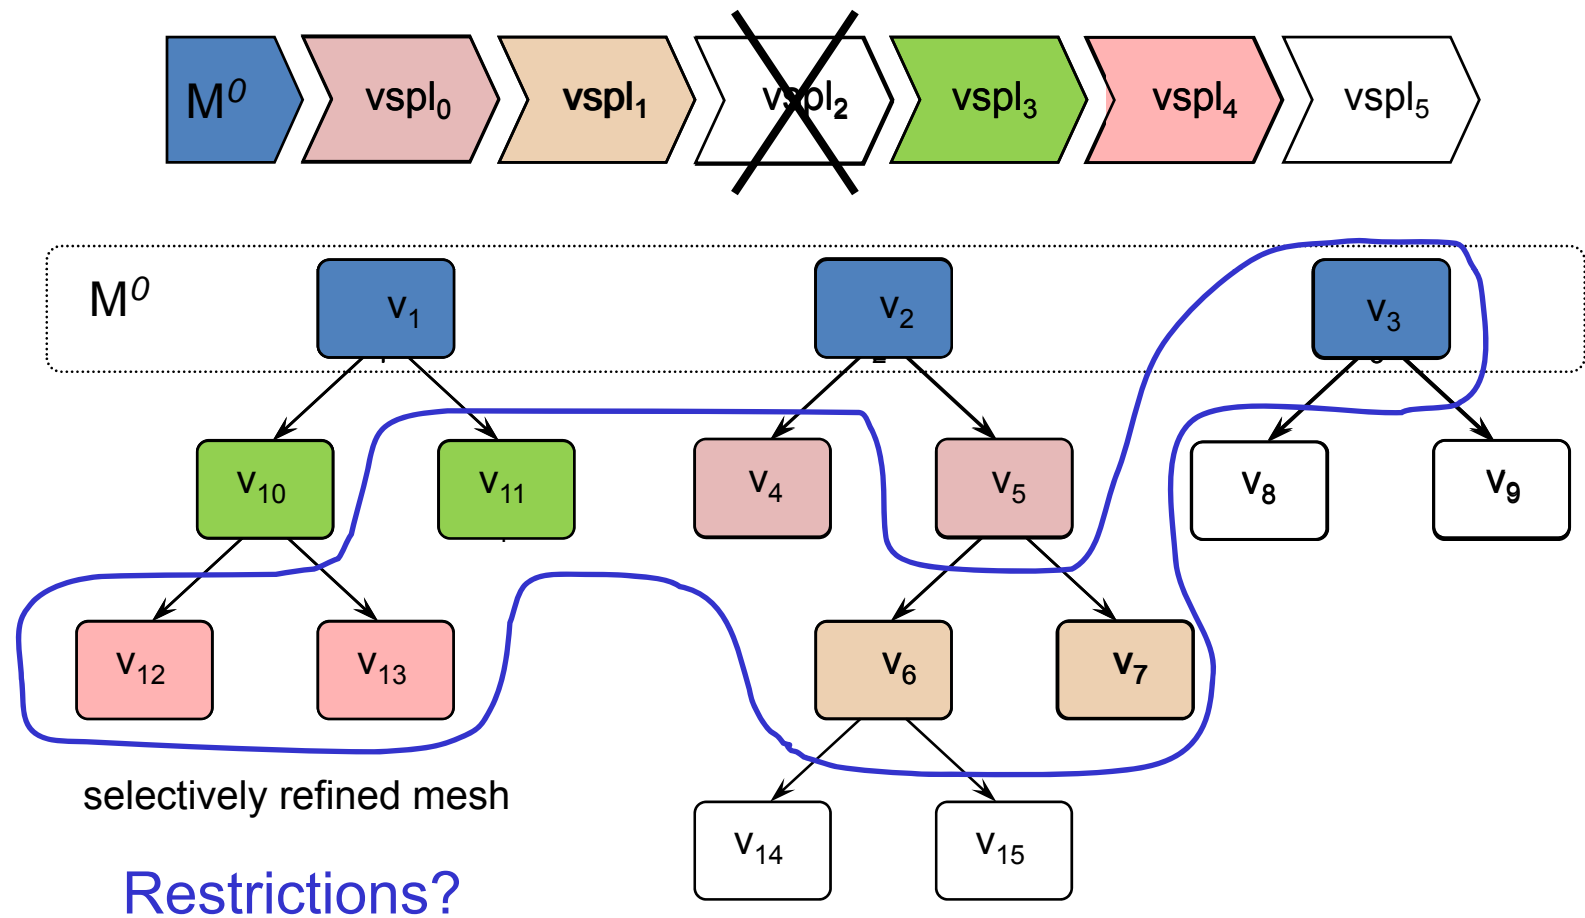 M⁰ vspl₀ vspl₁ vspl₂ vspl₃ vspl₄ vspl₅
M⁰ v₁ v₂ v₃
v₁₀ v₁₁ v₄ v₅ v₈ v₉
v₁₂ v₁₃ v₆ v₇
selectively refined mesh
v₁₄ v₁₅
Restrictions?